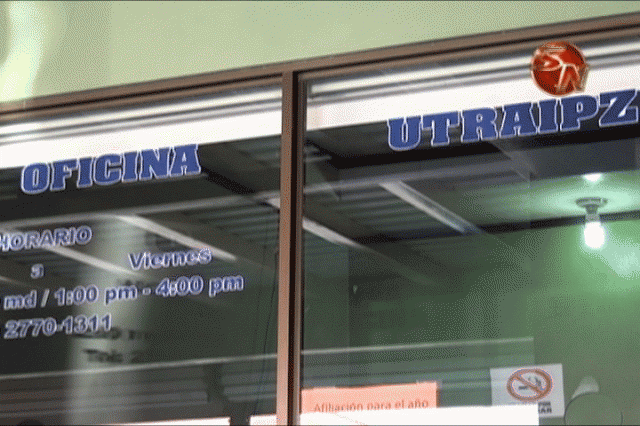 OFICINA
UTRAIPZ
HORARIO
a Viernes
md / 1:00 pm - 4:00 pm
2770-1311
Afiliación para el año